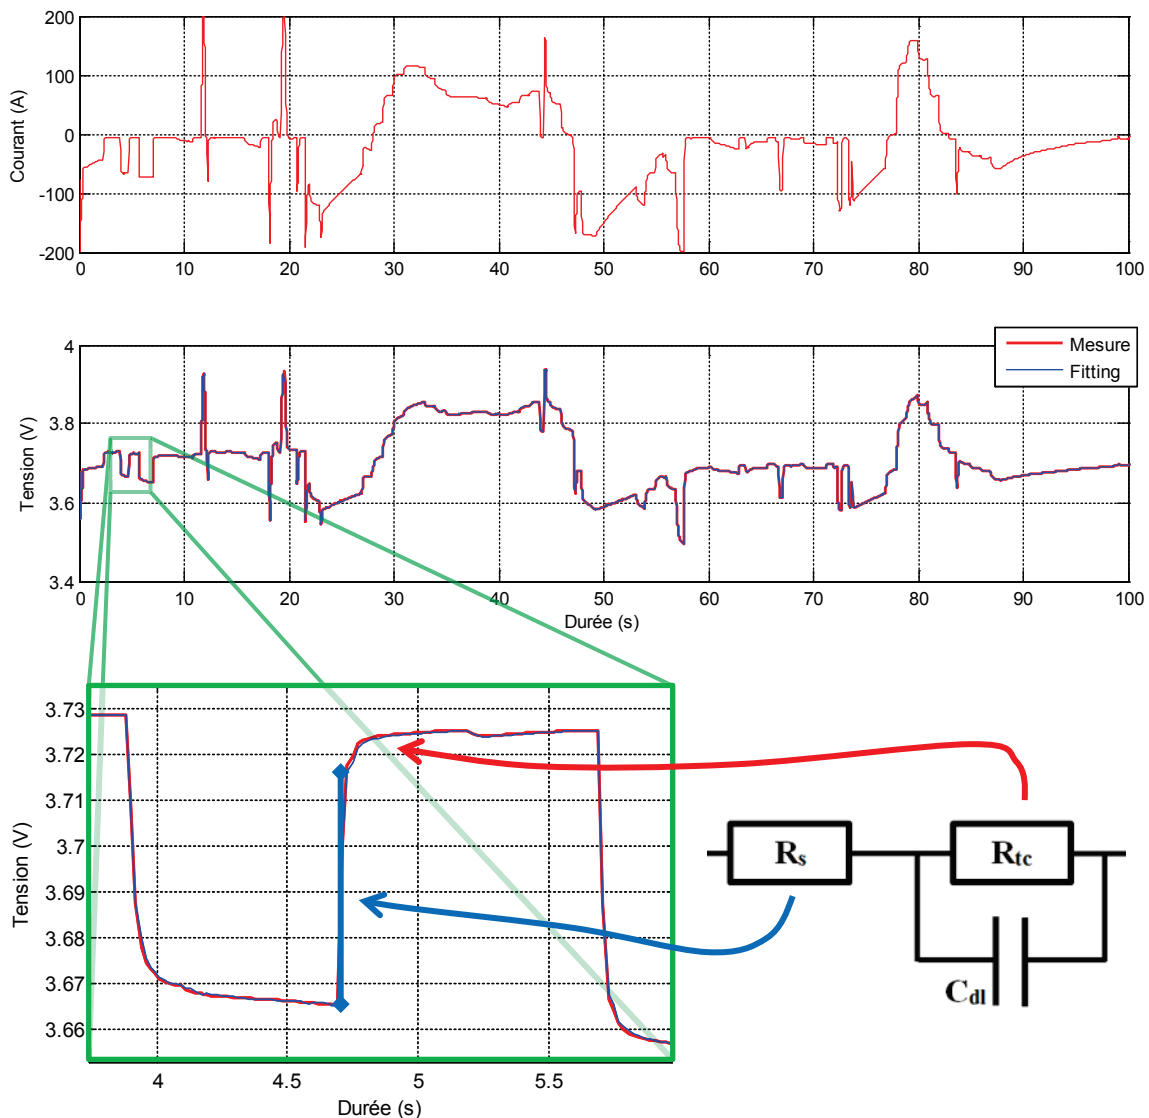 200
100
0
-100
-200
Courant (A)
0 10 20 30 40 50 60 70 80 90 100
4
3.8
3.6
3.4
Tension (V)
Mesure
Fitting
0 10 20 30 40 50 60 70 80 90 100
Durée (s)
3.73
3.72
3.71
3.7
3.69
3.68
3.67
3.66
Tension (V)
4 4.5 5 5.5
Durée (s)
Rs
Rtc
Cdl